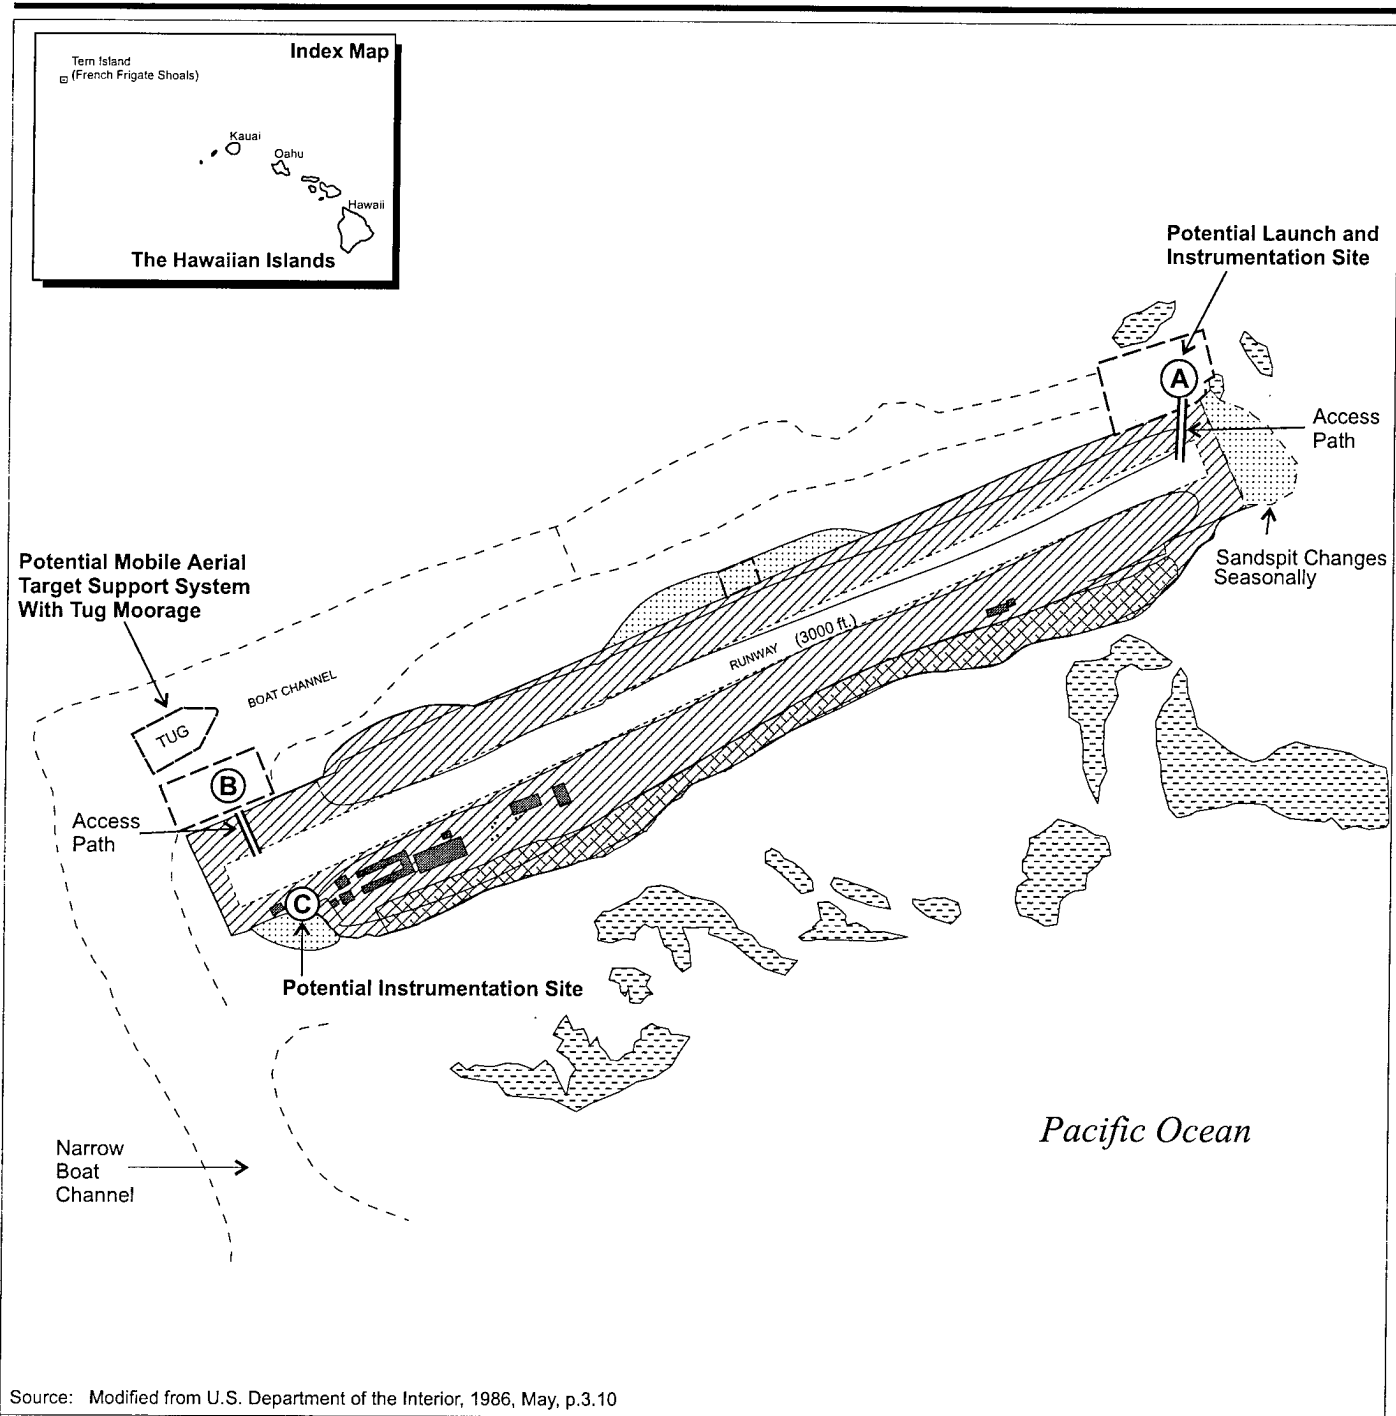 Index Map
Tern Island
(French Frigate Shoals)
Kauai
Oahu
Hawaii
The Hawaiian Islands
Potential Launch and
Instrumentation Site
A
Access
Path
Sandspit Changes
Seasonally
Potential Mobile Aerial
Target Support System
With Tug Moorage
BOAT CHANNEL
RUNWAY (3000 ft.)
TUG
B
Access
Path
C
Potential Instrumentation Site
Pacific Ocean
Narrow
Boat
Channel
Source: Modified from U.S. Department of the Interior, 1986, May, p.3.10